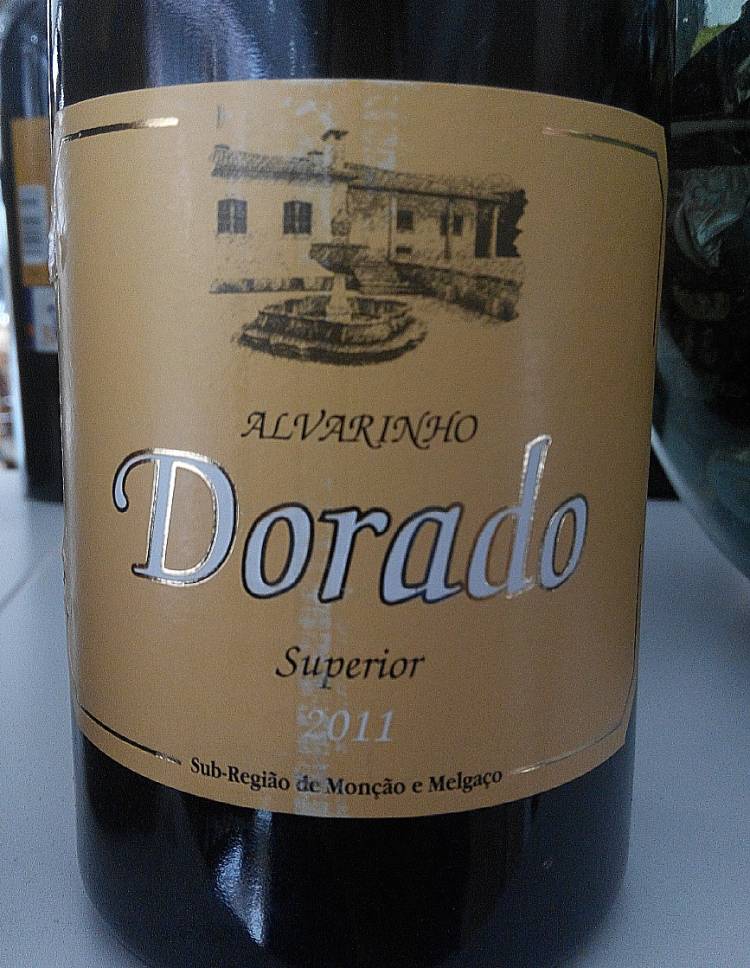 ALVARINHO
Dorado
Superior
2011
Sub-Região de Monção e Melgaço